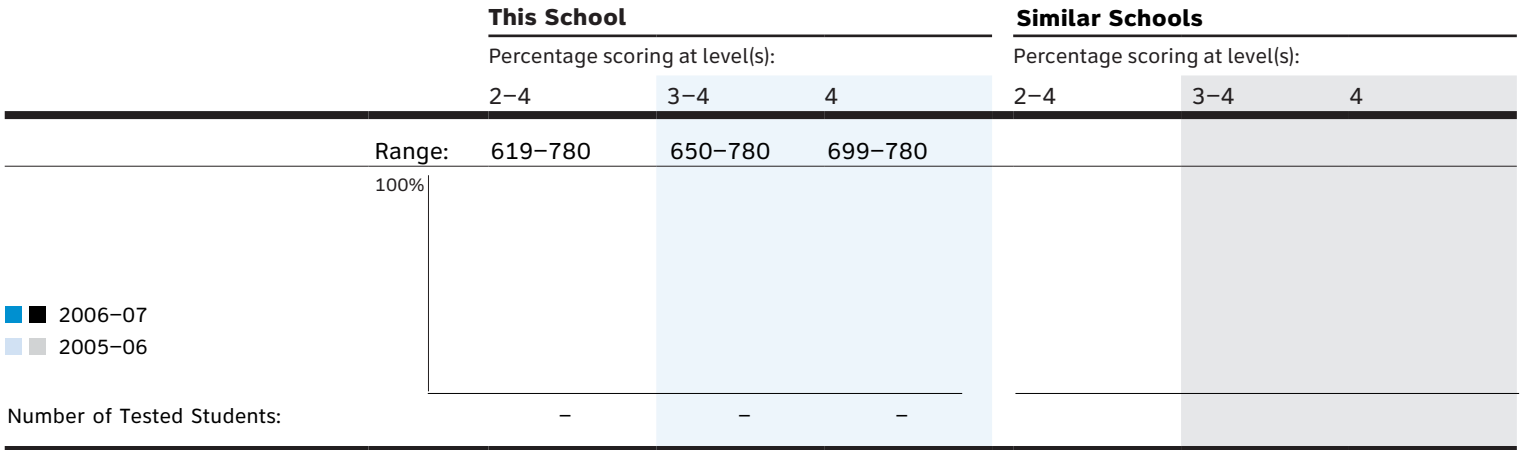 This School Similar Schools
Percentage scoring at level(s): Percentage scoring at level(s):
2–4 3–4 4 2–4 3–4 4
Range: 619–780 650–780 699–780
100%
2006–07
2005–06
Number of Tested Students: – – –